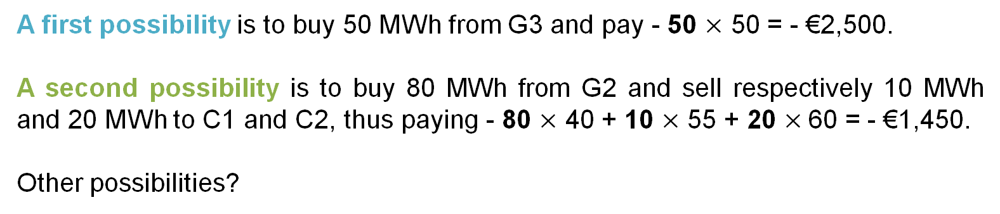 A first possibility is to buy 50 MWh from G3 and pay - 50 × 50 = - €2,500.
A second possibility is to buy 80 MWh from G2 and sell respectively 10 MWh
and 20 MWh to C1 and C2, thus paying - 80 × 40 + 10 × 55 + 20 × 60 = - €1,450.
Other possibilities?